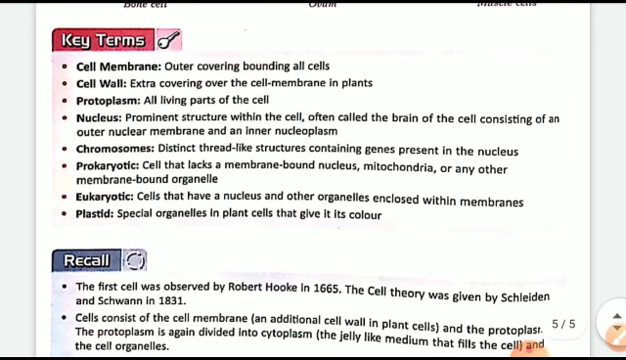 Bone cell Ovum Muscle cells
Key Terms
• Cell Membrane: Outer covering bounding all cells
• Cell Wall: Extra covering over the cell-membrane in plants
• Protoplasm: All living parts of the cell
• Nucleus: Prominent structure within the cell, often called the brain of the cell consisting of an
outer nuclear membrane and an inner nucleoplasm
• Chromosomes: Distinct thread-like structures containing genes present in the nucleus
• Prokaryotic: Cell that lacks a membrane-bound nucleus, mitochondria, or any other
membrane-bound organelle
• Eukaryotic: Cells that have a nucleus and other organelles enclosed within membranes
• Plastid: Special organelles in plant cells that give it its colour
Recall
• The first cell was observed by Robert Hooke in 1665. The Cell theory was given by Schleiden
and Schwann in 1831.
• Cells consist of the cell membrane (an additional cell wall in plant cells) and the protoplasm.
The protoplasm is again divided into cytoplasm (the jelly like medium that fills the cell) and
the cell organelles.
5 / 5